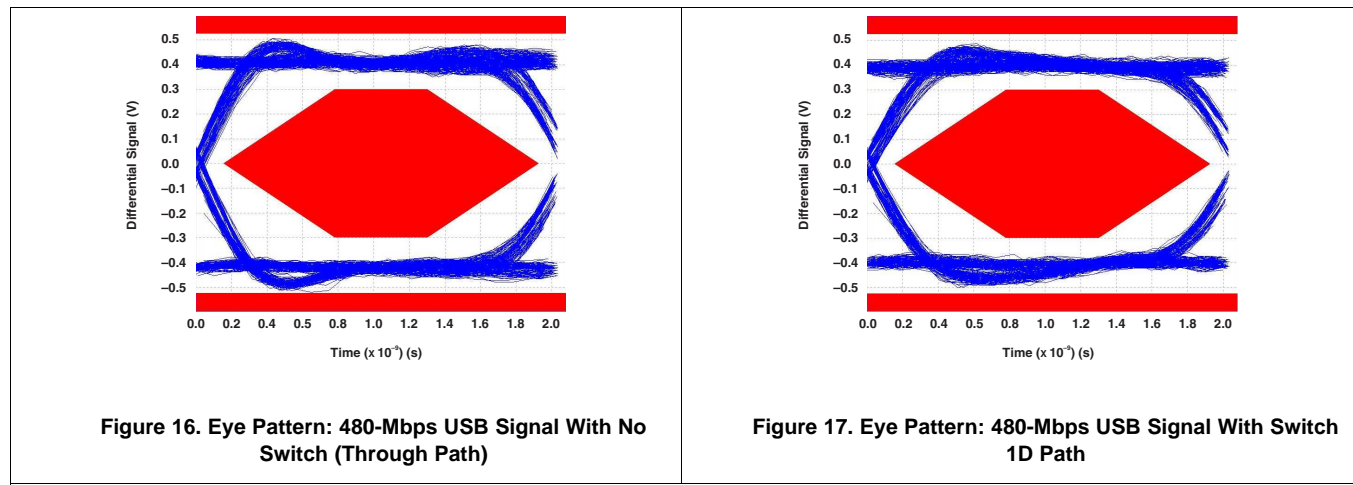 0.5
0.4
0.3
0.2
0.1
0.0
–0.1
–0.2
–0.3
–0.4
–0.5
Differential Signal (V)
0.0 0.2 0.4 0.6 0.8 1.0 1.2 1.4 1.6 1.8 2.0
Time (x 10⁻⁹) (s)
Figure 16. Eye Pattern: 480-Mbps USB Signal With No
Switch (Through Path)
0.5
0.4
0.3
0.2
0.1
0.0
–0.1
–0.2
–0.3
–0.4
–0.5
Differential Signal (V)
0.0 0.2 0.4 0.6 0.8 1.0 1.2 1.4 1.6 1.8 2.0
Time (x 10⁻⁹) (s)
Figure 17. Eye Pattern: 480-Mbps USB Signal With Switch
1D Path